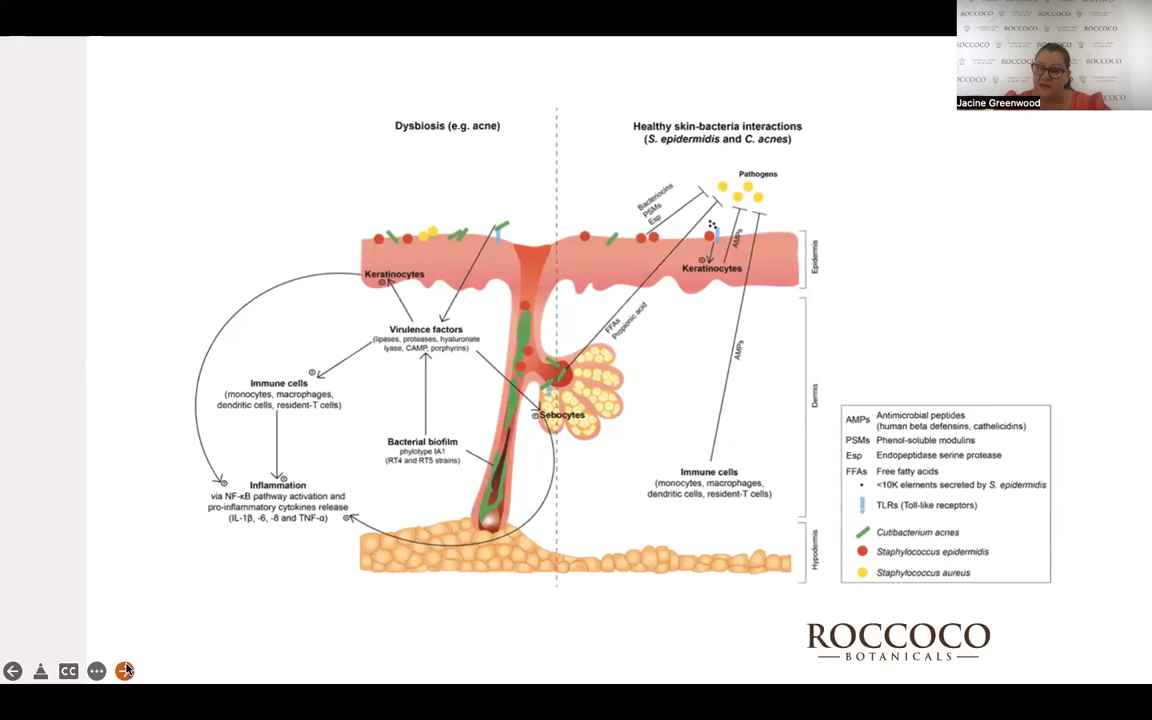 ROCCOCO
Jacine Greenwood
Dysbiosis (e.g. acne)
Healthy skin-bacteria interactions
(S. epidermidis and C. acnes)
Pathogens
Bacteriocins
PSMs
Esp
AMPs
Keratinocytes
Keratinocytes
Epidermis
Virulence factors
(lipases, proteases, hyaluronate
lyase, CAMP, porphyrins)
FFAs
Propionic acid
AMPs
Immune cells
(monocytes, macrophages,
dendritic cells, resident-T cells)
Dermis
Sebocytes
Bacterial biofilm
phylotype IA1
(RT4 and RT5 strains)
Immune cells
(monocytes, macrophages,
dendritic cells, resident-T cells)
Inflammation
via NF-κB pathway activation and
pro-inflammatory cytokines release
(IL-1β, -6, -8 and TNF-α)
Hypodermis
AMPs Antimicrobial peptides
(human beta defensins, cathelicidins)
PSMs Phenol-soluble modulins
Esp Endopeptidase serine protease
FFAs Free fatty acids
<10K elements secreted by S. epidermidis
TLRs (Toll-like receptors)
Cutibacterium acnes
Staphylococcus epidermidis
Staphylococcus aureus
ROCCOCO
BOTANICALS
CC